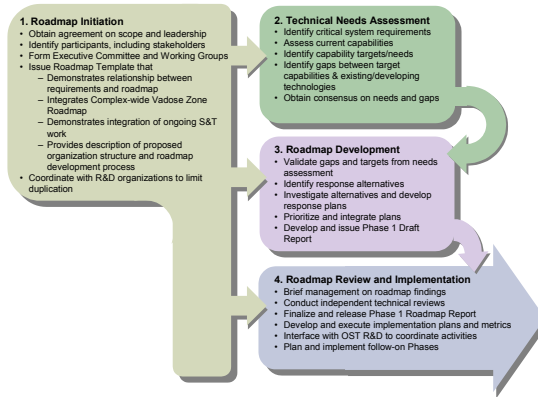 1. Roadmap Initiation
• Obtain agreement on scope and leadership
• Identify participants, including stakeholders
• Form Executive Committee and Working Groups
• Issue Roadmap Template that
– Demonstrates relationship between
requirements and roadmap
– Integrates Complex-wide Vadose Zone
Roadmap
– Demonstrates integration of ongoing S&T
work
– Provides description of proposed
organization structure and roadmap
development process
• Coordinate with R&D organizations to limit
duplication
2. Technical Needs Assessment
• Identify critical system requirements
• Assess current capabilities
• Identify capability targets/needs
• Identify gaps between target
capabilities & existing/developing
technologies
• Obtain consensus on needs and gaps
3. Roadmap Development
• Validate gaps and targets from needs
assessment
• Identify response alternatives
• Investigate alternatives and develop
response plans
• Prioritize and integrate plans
• Develop and issue Phase 1 Draft
Report
4. Roadmap Review and Implementation
• Brief management on roadmap findings
• Conduct independent technical reviews
• Finalize and release Phase 1 Roadmap Report
• Develop and execute implementation plans and metrics
• Interface with OST R&D to coordinate activities
• Plan and implement follow-on Phases